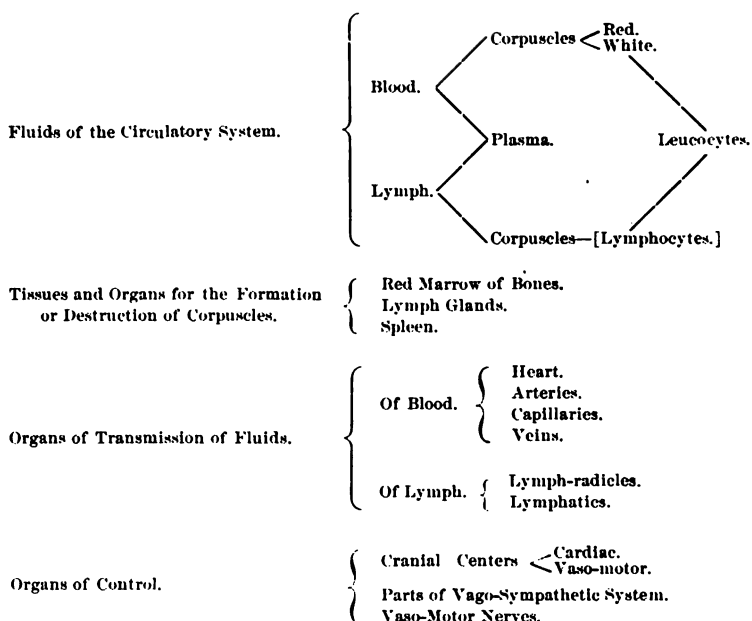 Fluids of the Circulatory System.
Blood.
Corpuscles
Red.
White.
Plasma.
Leucocytes.
Lymph.
Corpuscles—[Lymphocytes.]
Tissues and Organs for the Formation
or Destruction of Corpuscles.
Red Marrow of Bones.
Lymph Glands.
Spleen.
Organs of Transmission of Fluids.
Of Blood.
Heart.
Arteries.
Capillaries.
Veins.
Of Lymph.
Lymph-radicles.
Lymphatics.
Organs of Control.
Cranial Centers
Cardiac.
Vaso-motor.
Parts of Vago-Sympathetic System.
Vaso-Motor Nerves.